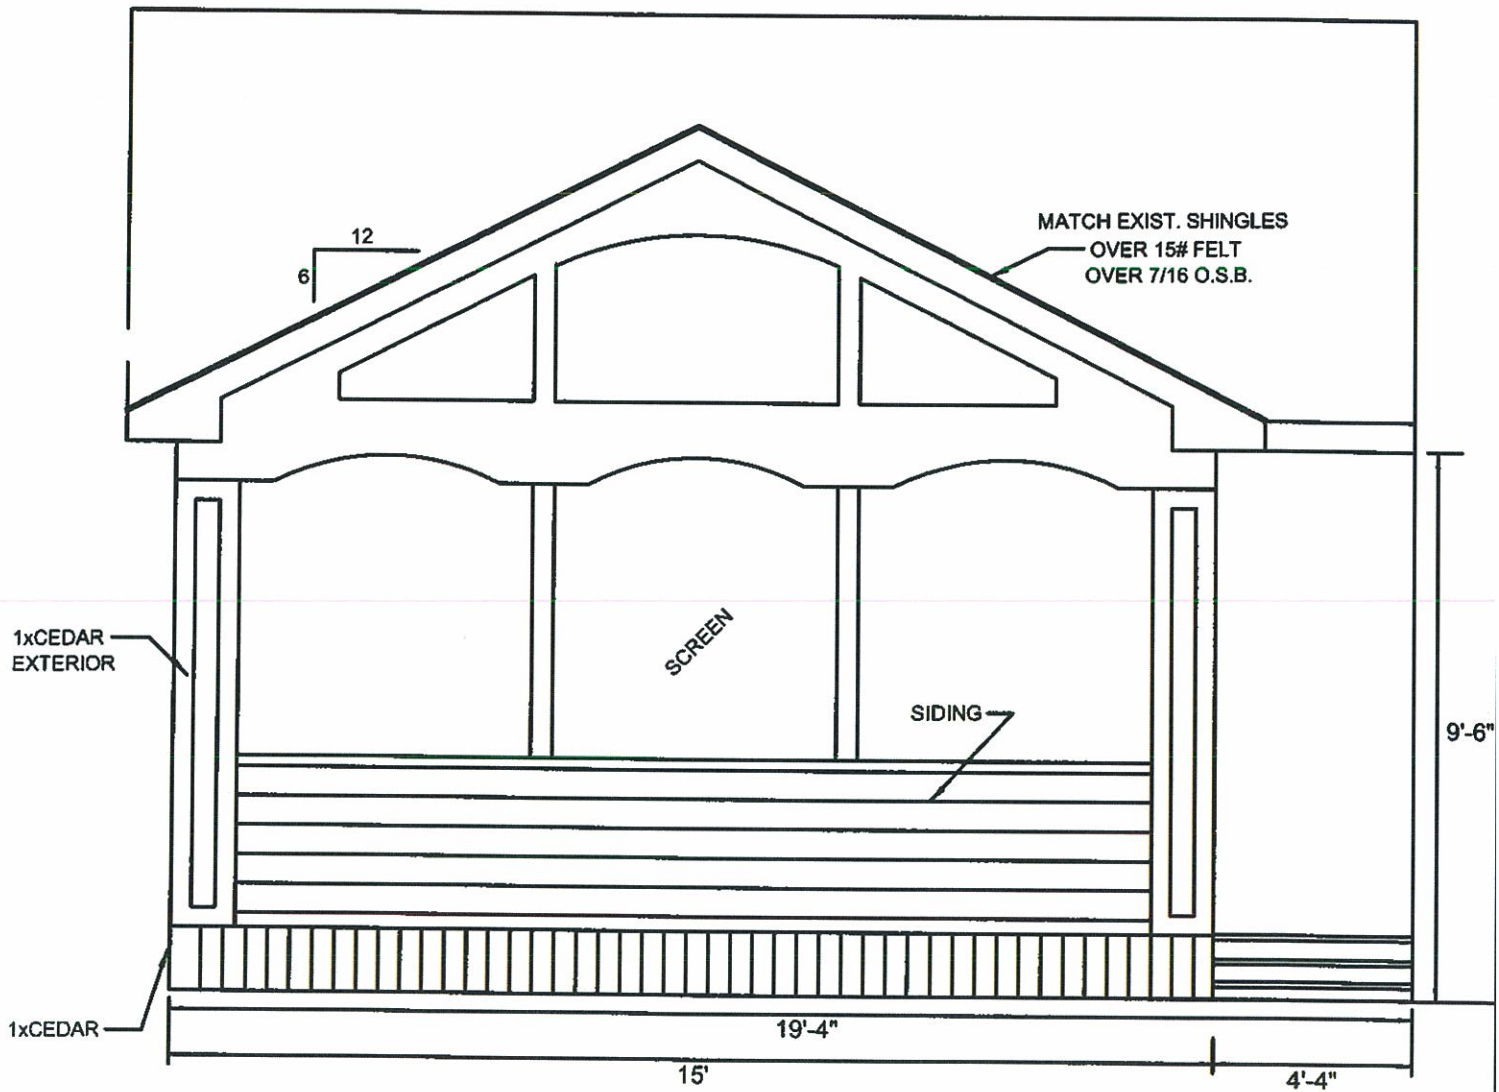 MATCH EXIST. SHINGLES
OVER 15# FELT
OVER 7/16 O.S.B.
12
6
1xCEDAR
EXTERIOR
SCREEN
SIDING
9'-6"
1xCEDAR
19'-4"
15'
4'-4"